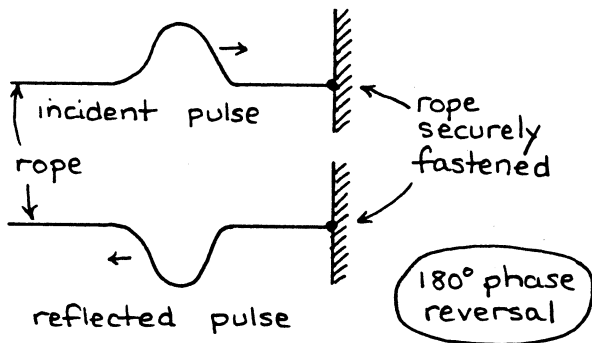 incident pulse
rope
securely
fastened
rope
reflected pulse
180° phase
reversal